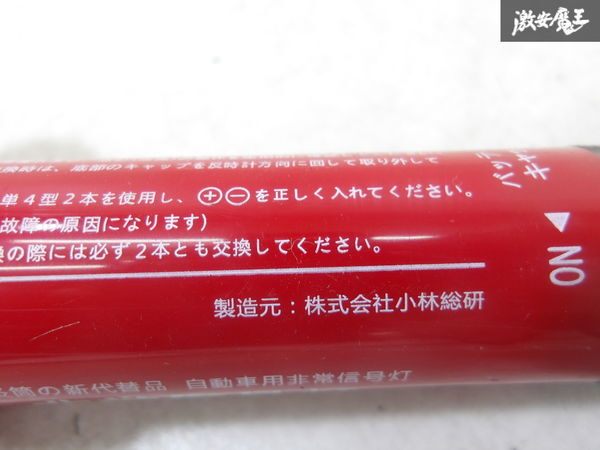 激安魔王
換時は、底部のキャップを反時計方向に回して取り外して
単4型2本を使用し、⊕⊖を正しく入れてください。
故障の原因になります)
の際には必ず2本とも交換してください。
製造元：株式会社小林総研
筒の新代替品 自動車用非常信号灯
ON ◀